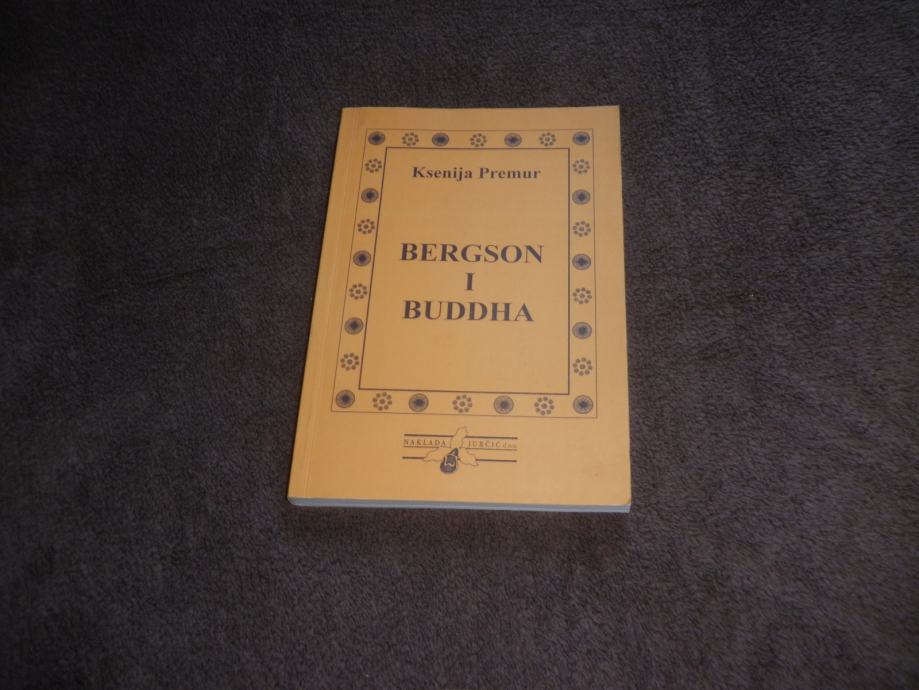 Ksenija Premur
BERGSON
I
BUDDHA
NAKLADA JURČIĆ d.o.o.